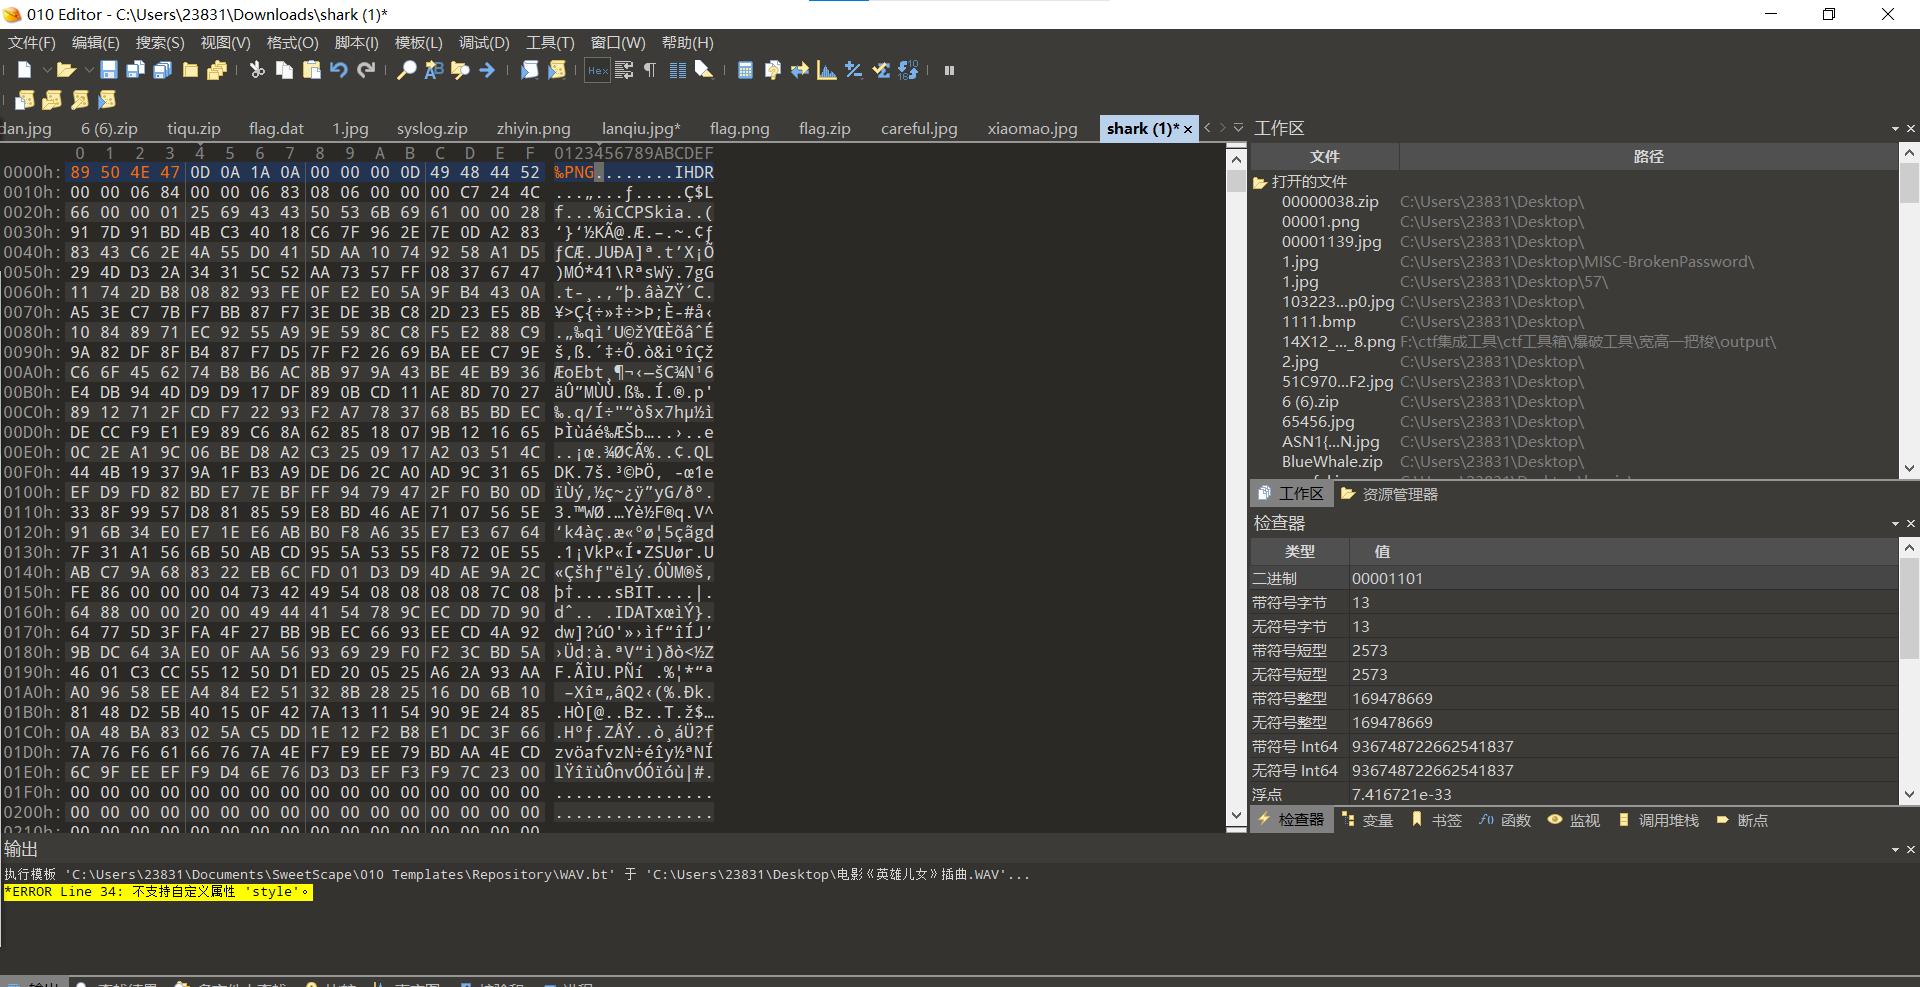 010 Editor - C:\Users\23831\Downloads\shark (1)*
文件(F) 编辑(E) 搜索(S) 视图(V) 格式(O) 脚本(I) 模板(L) 调试(D) 工具(T) 窗口(W) 帮助(H)
dan.jpg 6 (6).zip tiqu.zip flag.dat 1.jpg syslog.zip zhiyin.png lanqiu.jpg* flag.png flag.zip careful.jpg xiaomao.jpg shark (1)*
0 1 2 3 4 5 6 7 8 9 A B C D E F 0123456789ABCDEF
0000h: 89 50 4E 47 0D 0A 1A 0A 00 00 00 0D 49 48 44 52 ‰PNG........IHDR
0010h: 00 00 06 84 00 00 06 83 08 06 00 00 00 C7 24 4C ...„...ƒ.....Ç$L
0020h: 66 00 00 01 25 69 43 43 50 53 6B 69 61 00 00 28 f...%iCCPSkia..(
0030h: 91 7D 91 BD 4B C3 40 18 C6 7F 96 2E 7E 0D A2 83 ‘}‘½KÃ@.Æ.–.~.¢ƒ
0040h: 83 43 C6 2E 4A 55 D0 41 5D AA 10 74 92 58 A1 D5 ƒCÆ.JUÐA]ª.t’X¡Õ
0050h: 29 4D D3 2A 34 31 5C 52 AA 73 57 FF 08 37 67 47 )MÓ*41\RªsWÿ.7gG
0060h: 11 74 2D B8 08 82 93 FE 0F E2 E0 5A 9F B4 43 0A .t-¸.‚“þ.âàZŸ´C.
0070h: A5 3E C7 7B F7 BB 87 F7 3E DE 3B C8 2D 23 E5 8B ¥>Ç{÷»‡÷>Þ;È-#å‹
0080h: 10 84 89 71 EC 92 55 A9 9E 59 8C C8 F5 E2 88 C9 .„‰qì’U©žYŒÈõâˆÉ
0090h: 9A 82 DF 8F B4 87 F7 D5 7F F2 26 69 BA EE C7 9E š‚ß.´‡÷Õ.ò&iºîÇž
00A0h: C6 6F 45 62 74 B8 B6 AC 8B 97 9A 43 BE 4E B9 36 ÆoEbt¸¶¬‹—šC¾N¹6
00B0h: E4 DB 94 4D D9 D9 17 DF 89 0B CD 11 AE 8D 70 27 äÛ”MÙÙ.ß‰.Í.®.p'
00C0h: 89 12 71 2F CD F7 22 93 F2 A7 78 37 68 B5 BD EC ‰.q/Í÷"“ò§x7hµ½ì
00D0h: DE CC F9 E1 E9 89 C6 8A 62 85 18 07 9B 12 16 65 ÞÌùáé‰ÆŠb…..›..e
00E0h: 0C 2E A1 9C 06 BE D8 A2 C3 25 09 17 A2 03 51 4C ..¡œ.¾Ø¢Ã%..¢.QL
00F0h: 44 4B 19 37 9A 1F B3 A9 DE D6 2C A0 AD 9C 31 65 DK.7š.³©ÞÖ, -œ1e
0100h: EF D9 FD 82 BD E7 7E BF FF 94 79 47 2F F0 B0 0D ïÙý‚½ç~¿ÿ”yG/ð°.
0110h: 33 8F 99 57 D8 81 85 59 E8 BD 46 AE 71 07 56 5E 3.™WØ.…Yè½F®q.V^
0120h: 91 6B 34 E0 E7 1E E6 AB B0 F8 A6 35 E7 E3 67 64 ‘k4àç.æ«°ø¦5çãgd
0130h: 7F 31 A1 56 6B 50 AB CD 95 5A 53 55 F8 72 0E 55 .1¡VkP«Í•ZSUør.U
0140h: AB C7 9A 68 83 22 EB 6C FD 01 D3 D9 4D AE 9A 2C «Çšhƒ"ëlý.ÓÙM®š,
0150h: FE 86 00 00 00 04 73 42 49 54 08 08 08 08 7C 08 þ†....sBIT....|.
0160h: 64 88 00 00 20 00 49 44 41 54 78 9C EC DD 7D 90 dˆ.. .IDATxœìÝ}.
0170h: 64 77 5D 3F FA 4F 27 BB 9B EC 66 93 EE CD 4A 92 dw]?úO'»›ìf“îÍJ’
0180h: 9B DC 64 3A E0 0F AA 56 93 69 29 F0 F2 3C BD 5A ›Üd:à.ªV“i)ðò<½Z
0190h: 46 01 C3 CC 55 12 50 D1 ED 20 05 25 A6 2A 93 AA F.ÃÌU.PÑí .%¦*“ª
01A0h: A0 96 58 EE A4 84 E2 51 32 8B 28 25 16 D0 6B 10 –Xî¤„âQ2‹(%.Ðk.
01B0h: 81 48 D2 5B 40 15 0F 42 7A 13 11 54 90 9E 24 85 .HÒ[@..Bz..T.ž$…
01C0h: 0A 48 BA 83 02 5A C5 DD 1E 12 F2 B8 E1 DC 3F 66 .Hºƒ.ZÅÝ..ò¸áÜ?f
01D0h: 7A 76 F6 61 66 76 7A 4E F7 E9 EE 79 BD AA 4E CD zvöafvzN÷éîy½ªNÍ
01E0h: 6C 9F EE EF F9 D4 6E 76 D3 D3 EF F3 F9 7C 23 00 lŸîïùÔnvÓÓïóù|#.
01F0h: 00 00 00 00 00 00 00 00 00 00 00 00 00 00 00 00 ................
0200h: 00 00 00 00 00 00 00 00 00 00 00 00 00 00 00 00 ................
0210h: 00 00 00 00 00 00 00 00 00 00 00 00 00 00 00 00
工作区
文件 路径
打开的文件
00000038.zip C:\Users\23831\Desktop\
00001.png C:\Users\23831\Desktop\
00001139.jpg C:\Users\23831\Desktop\
1.jpg C:\Users\23831\Desktop\MISC-BrokenPassword\
1.jpg C:\Users\23831\Desktop\57\
103223...p0.jpg C:\Users\23831\Desktop\
1111.bmp C:\Users\23831\Desktop\
14X12_..._8.png F:\ctf集成工具\ctf工具箱\爆破工具\宽高一把梭\output\
2.jpg C:\Users\23831\Desktop\
51C970...F2.jpg C:\Users\23831\Desktop\
6 (6).zip C:\Users\23831\Desktop\
65456.jpg C:\Users\23831\Desktop\
ASN1{...N.jpg C:\Users\23831\Desktop\
BlueWhale.zip C:\Users\23831\Desktop\
工作区 资源管理器
检查器
类型 值
二进制 00001101
带符号字节 13
无符号字节 13
带符号短型 2573
无符号短型 2573
带符号整型 169478669
无符号整型 169478669
带符号 Int64 936748722662541837
无符号 Int64 936748722662541837
浮点 7.416721e-33
检查器 变量 书签 函数 监视 调用堆栈 断点
输出
执行模板 'C:\Users\23831\Documents\SweetScape\010 Templates\Repository\WAV.bt' 于 'C:\Users\23831\Desktop\电影《英雄儿女》插曲.WAV'...
*ERROR Line 34: 不支持自定义属性 'style'。